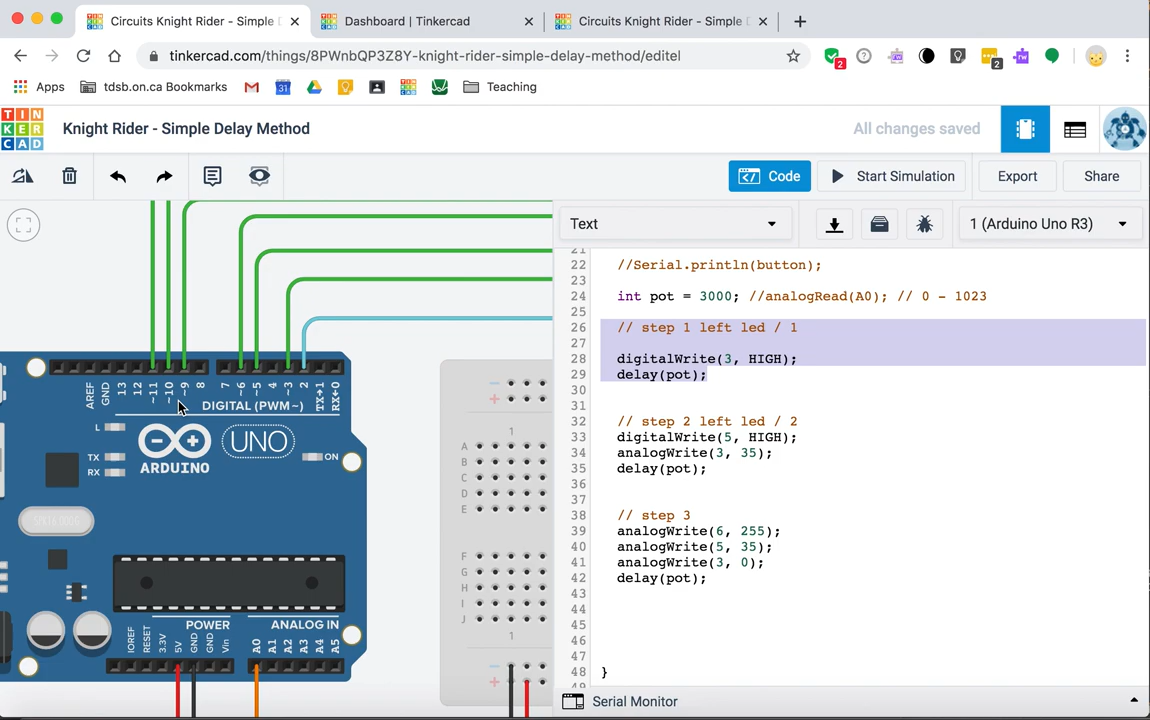 Circuits Knight Rider - Simple D
Dashboard | Tinkercad
Circuits Knight Rider - Simple D
tinkercad.com/things/8PWnbQP3Z8Y-knight-rider-simple-delay-method/editel
2
2
Apps
tdsb.on.ca Bookmarks
31
Teaching
TIN
KER
CAD
Knight Rider - Simple Delay Method
All changes saved
Code
Start Simulation
Export
Share
Text
1 (Arduino Uno R3)
21
22 //Serial.println(button);
23
24 int pot = 3000; //analogRead(A0); // 0 - 1023
25
26 // step 1 left led / 1
27
28 digitalWrite(3, HIGH);
29 delay(pot);
30
31
32 // step 2 left led / 2
33 digitalWrite(5, HIGH);
34 analogWrite(3, 35);
35 delay(pot);
36
37
38 // step 3
39 analogWrite(6, 255);
40 analogWrite(5, 35);
41 analogWrite(3, 0);
42 delay(pot);
43
44
45
46
47
48 }
49
AREF GND 13 12 ~11 ~10 ~9 8 7 ~6 ~5 4 ~3 2 TX→1 RX←0
DIGITAL (PWM~)
L
TX
RX
ARDUINO
UNO
ON
POWER
ANALOG IN
IOREF RESET 3.3V 5V GND GND Vin A0 A1 A2 A3 A4 A5
1
A
B
C
D
E
F
G
H
I
J
1
Serial Monitor